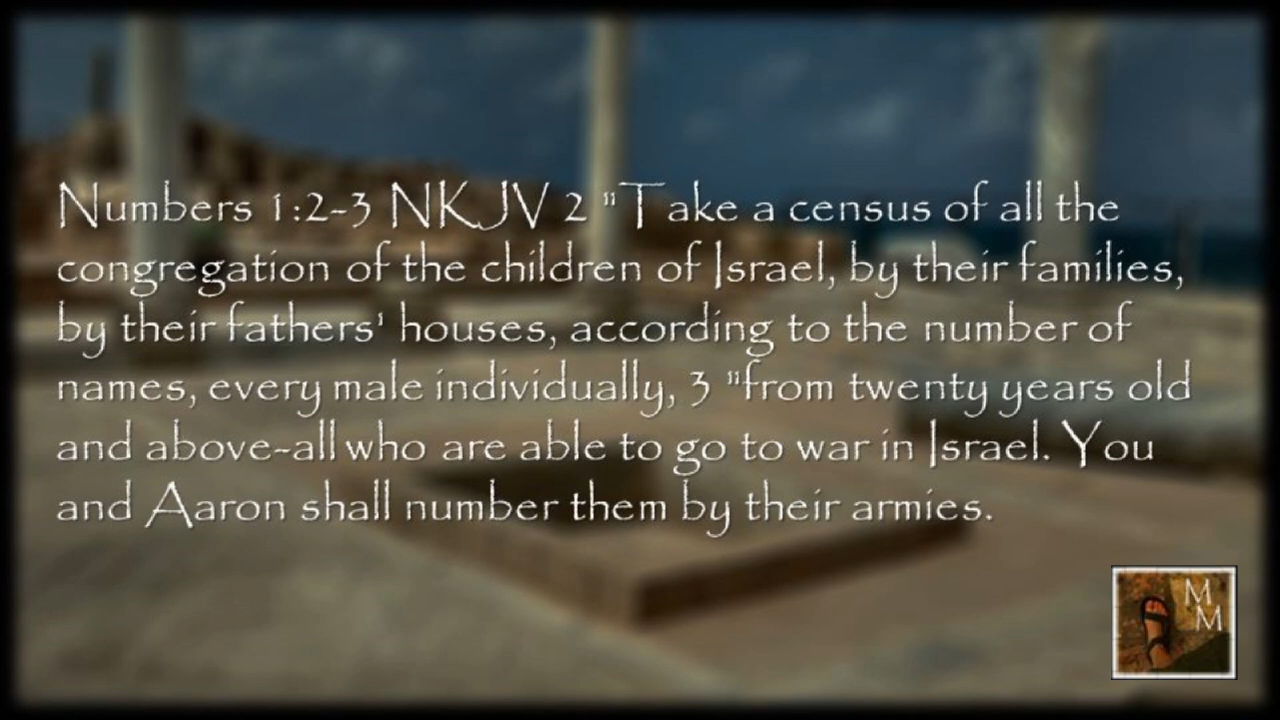 Numbers 1:2-3 NKJV 2 "Take a census of all the
congregation of the children of Israel, by their families,
by their fathers' houses, according to the number of
names, every male individually, 3 "from twenty years old
and above-all who are able to go to war in Israel. You
and Aaron shall number them by their armies.
M
M